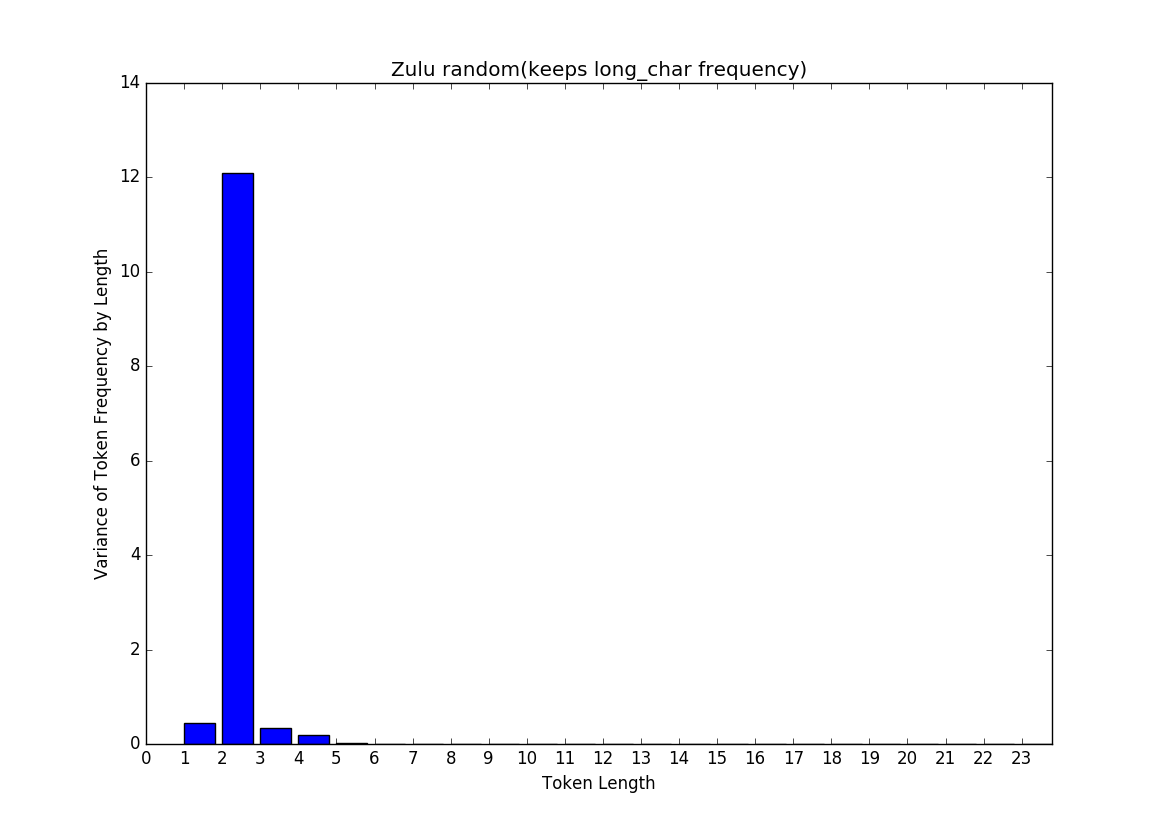 Zulu random(keeps long_char frequency)
14
12
10
8
6
4
2
0
Variance of Token Frequency by Length
0 1 2 3 4 5 6 7 8 9 10 11 12 13 14 15 16 17 18 19 20 21 22 23
Token Length